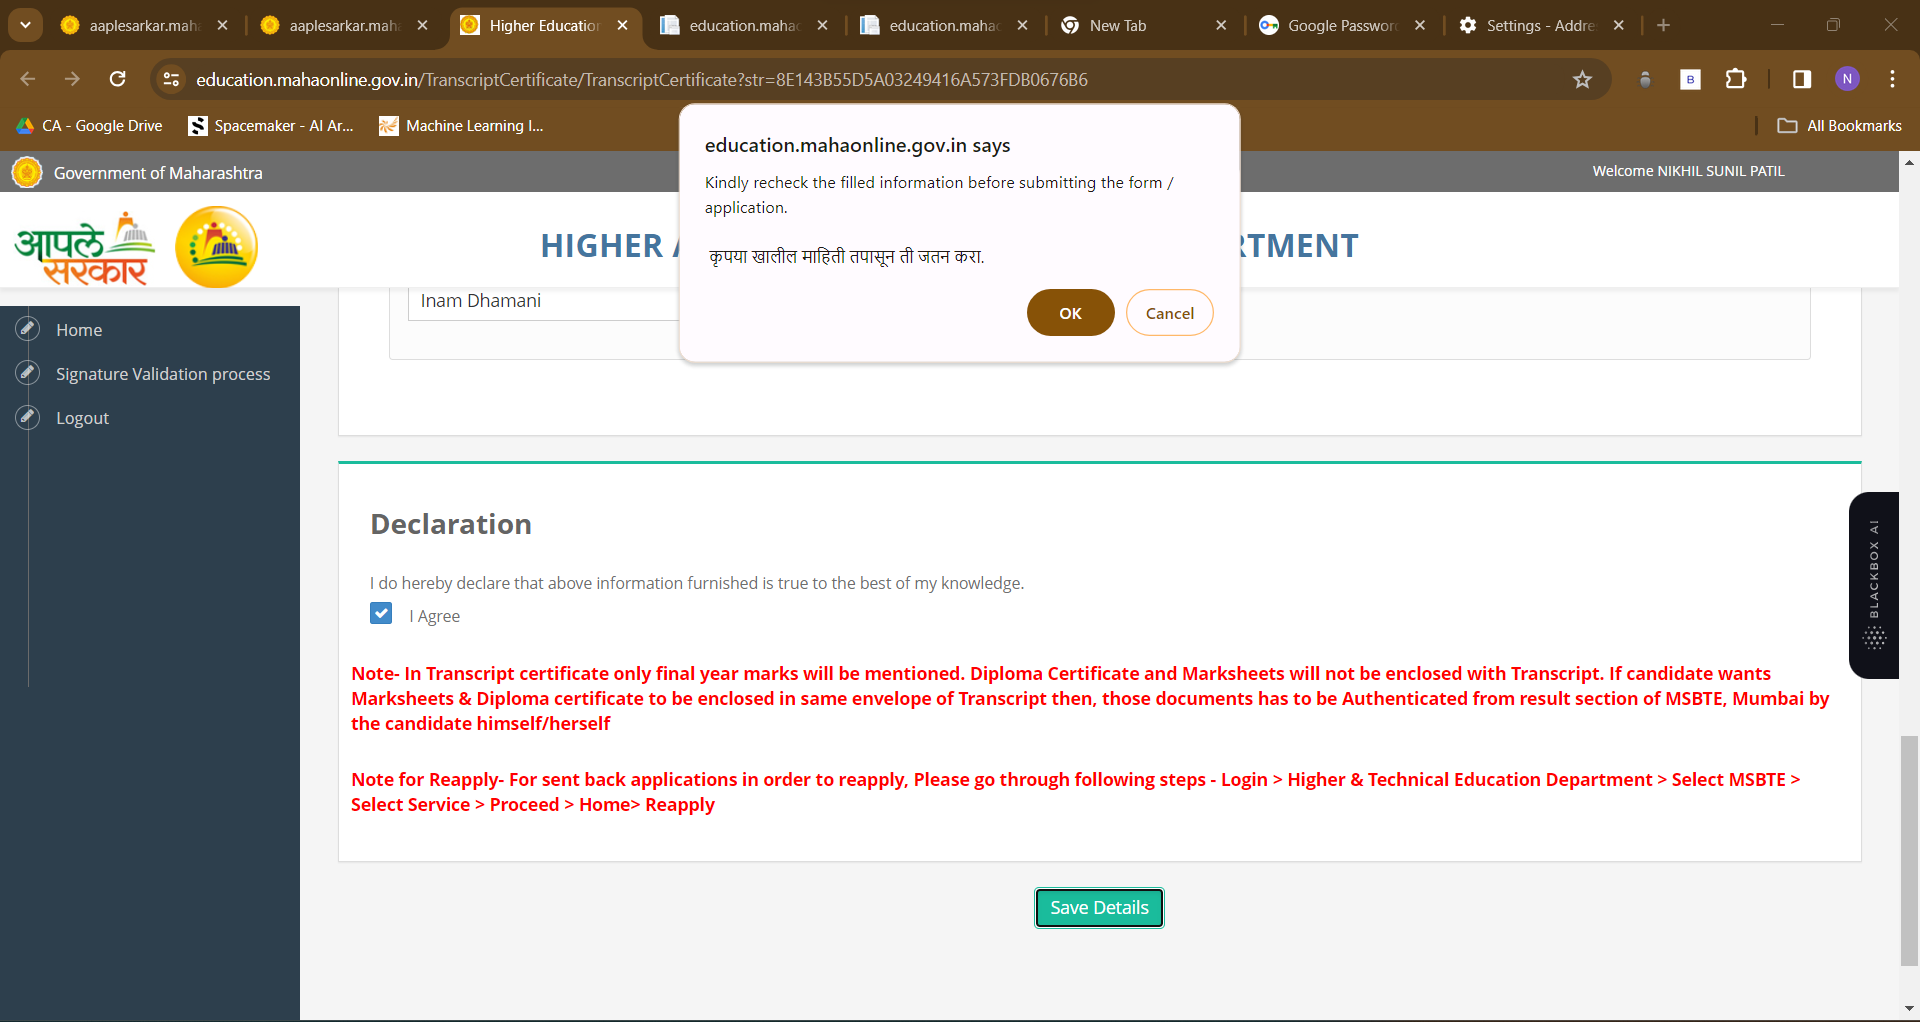 aaplesarkar.maha
aaplesarkar.maha
Higher Education
education.mahao
education.mahao
New Tab
Google Password
Settings - Addre
education.mahaonline.gov.in/TranscriptCertificate/TranscriptCertificate?str=8E143B55D5A03249416A573FDB0676B6
B
N
CA - Google Drive
Spacemaker - AI Ar...
Machine Learning I...
All Bookmarks
Government of Maharashtra
Welcome NIKHIL SUNIL PATIL
education.mahaonline.gov.in says
Kindly recheck the filled information before submitting the form /
application.
कृपया खालील माहिती तपासून ती जतन करा.
OK
Cancel
आपले
सरकार
HIGHER
RTMENT
Home
Signature Validation process
Logout
Inam Dhamani
Declaration
I do hereby declare that above information furnished is true to the best of my knowledge.
I Agree
Note- In Transcript certificate only final year marks will be mentioned. Diploma Certificate and Marksheets will not be enclosed with Transcript. If candidate wants
Marksheets & Diploma certificate to be enclosed in same envelope of Transcript then, those documents has to be Authenticated from result section of MSBTE, Mumbai by
the candidate himself/herself
Note for Reapply- For sent back applications in order to reapply, Please go through following steps - Login > Higher & Technical Education Department > Select MSBTE >
Select Service > Proceed > Home> Reapply
Save Details
BLACKBOX AI